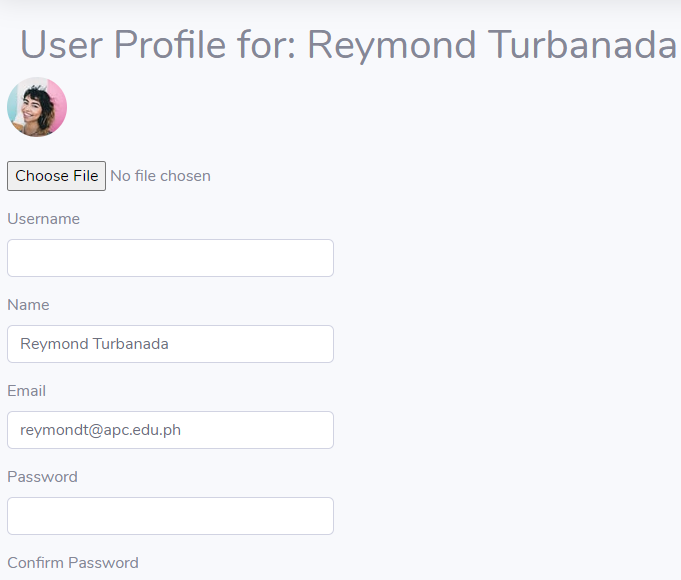 User Profile for: Reymond Turbanada
Choose File No file chosen
Username
Name
Reymond Turbanada
Email
reymondt@apc.edu.ph
Password
Confirm Password